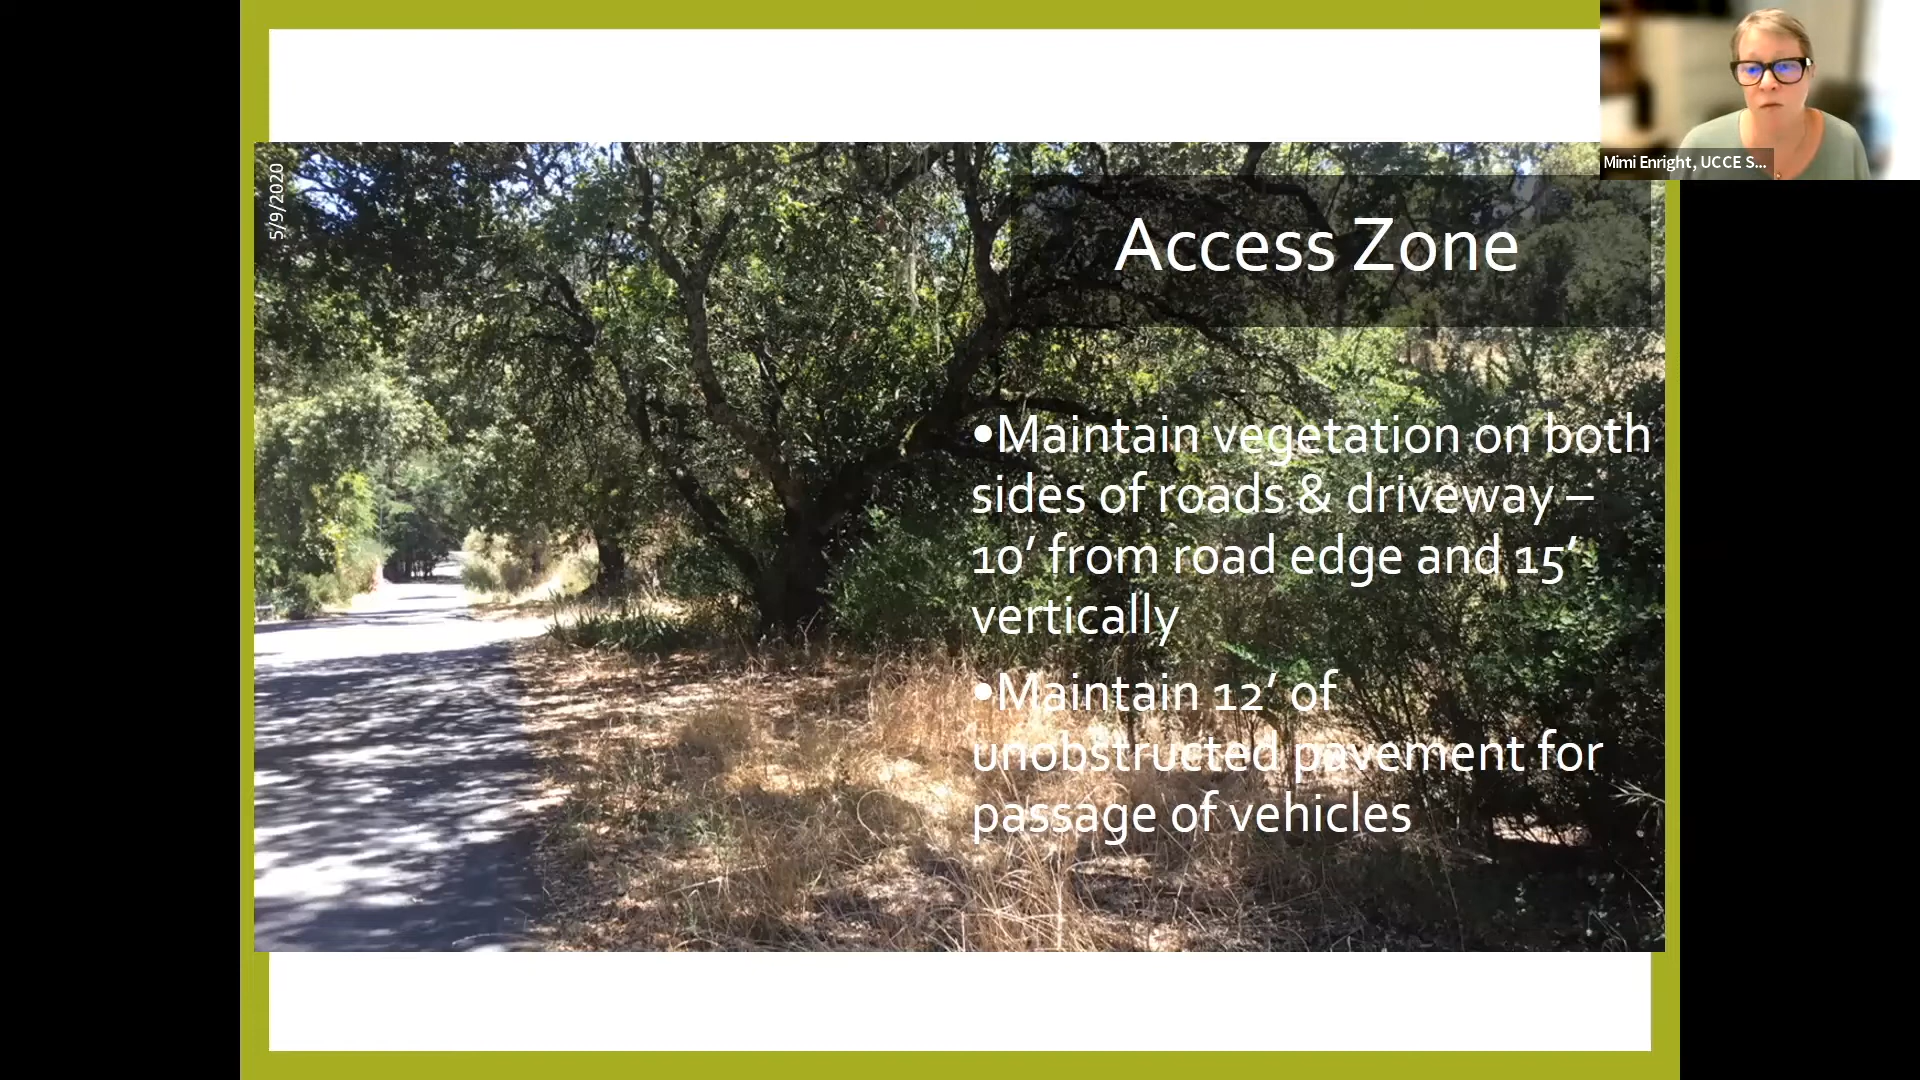 Mimi Enright, UCCE S...
5/9/2020
Access Zone
•Maintain vegetation on both
sides of roads & driveway –
10’ from road edge and 15’
vertically
•Maintain 12’ of
unobstructed pavement for
passage of vehicles